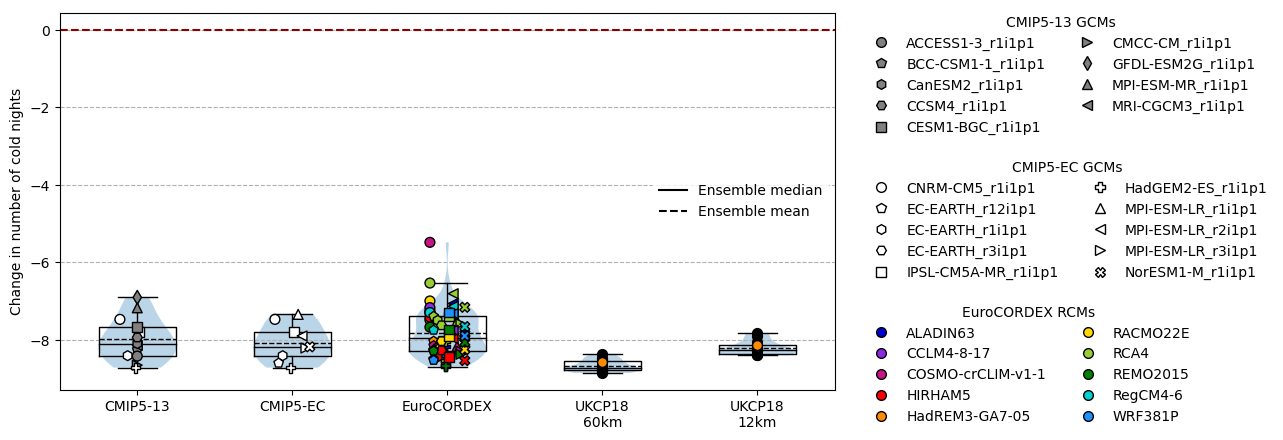 Change in number of cold nights
0
−2
−4
−6
−8
Ensemble median
Ensemble mean
CMIP5-13
CMIP5-EC
EuroCORDEX
UKCP18
60km
UKCP18
12km
CMIP5-13 GCMs
ACCESS1-3_r1i1p1
BCC-CSM1-1_r1i1p1
CanESM2_r1i1p1
CCSM4_r1i1p1
CESM1-BGC_r1i1p1
CMCC-CM_r1i1p1
GFDL-ESM2G_r1i1p1
MPI-ESM-MR_r1i1p1
MRI-CGCM3_r1i1p1
CMIP5-EC GCMs
CNRM-CM5_r1i1p1
EC-EARTH_r12i1p1
EC-EARTH_r1i1p1
EC-EARTH_r3i1p1
IPSL-CM5A-MR_r1i1p1
HadGEM2-ES_r1i1p1
MPI-ESM-LR_r1i1p1
MPI-ESM-LR_r2i1p1
MPI-ESM-LR_r3i1p1
NorESM1-M_r1i1p1
EuroCORDEX RCMs
ALADIN63
CCLM4-8-17
COSMO-crCLIM-v1-1
HIRHAM5
HadREM3-GA7-05
RACMO22E
RCA4
REMO2015
RegCM4-6
WRF381P